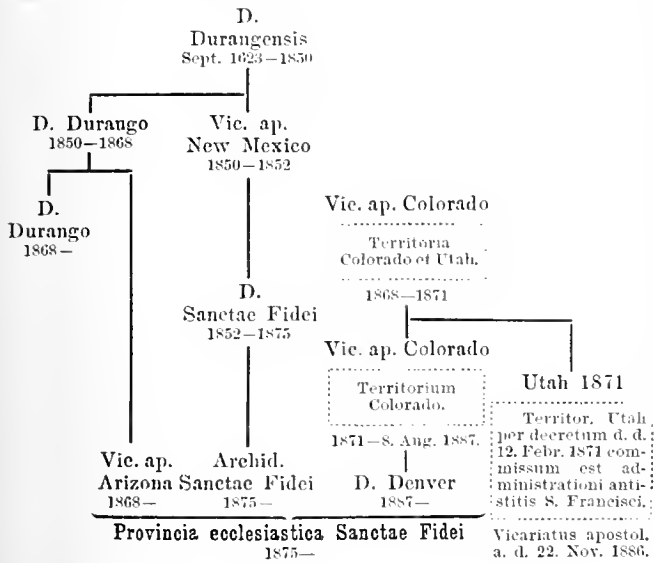 D.
Durangensis
Sept. 1623—1850
D. Durango
1850—1868
Vic. ap.
New Mexico
1850—1852
D.
Durango
1868—
Vic. ap. Colorado
Territoria
Colorado et Utah.
1868—1871
D.
Sanctae Fidei
1852—1875
Vic. ap. Colorado
Territorium
Colorado.
1871—8. Aug. 1887.
Utah 1871
Territor. Utah
per decretum d. d.
12. Febr. 1871 com-
missum est ad-
ministrationi anti-
stitis S. Francisci.
Vicariatus apostol.
a. d. 22. Nov. 1886.
Vic. ap.
Arizona
1868—
Archid.
Sanctae Fidei
1875—
D. Denver
1887—
Provincia ecclesiastica Sanctae Fidei
1875—